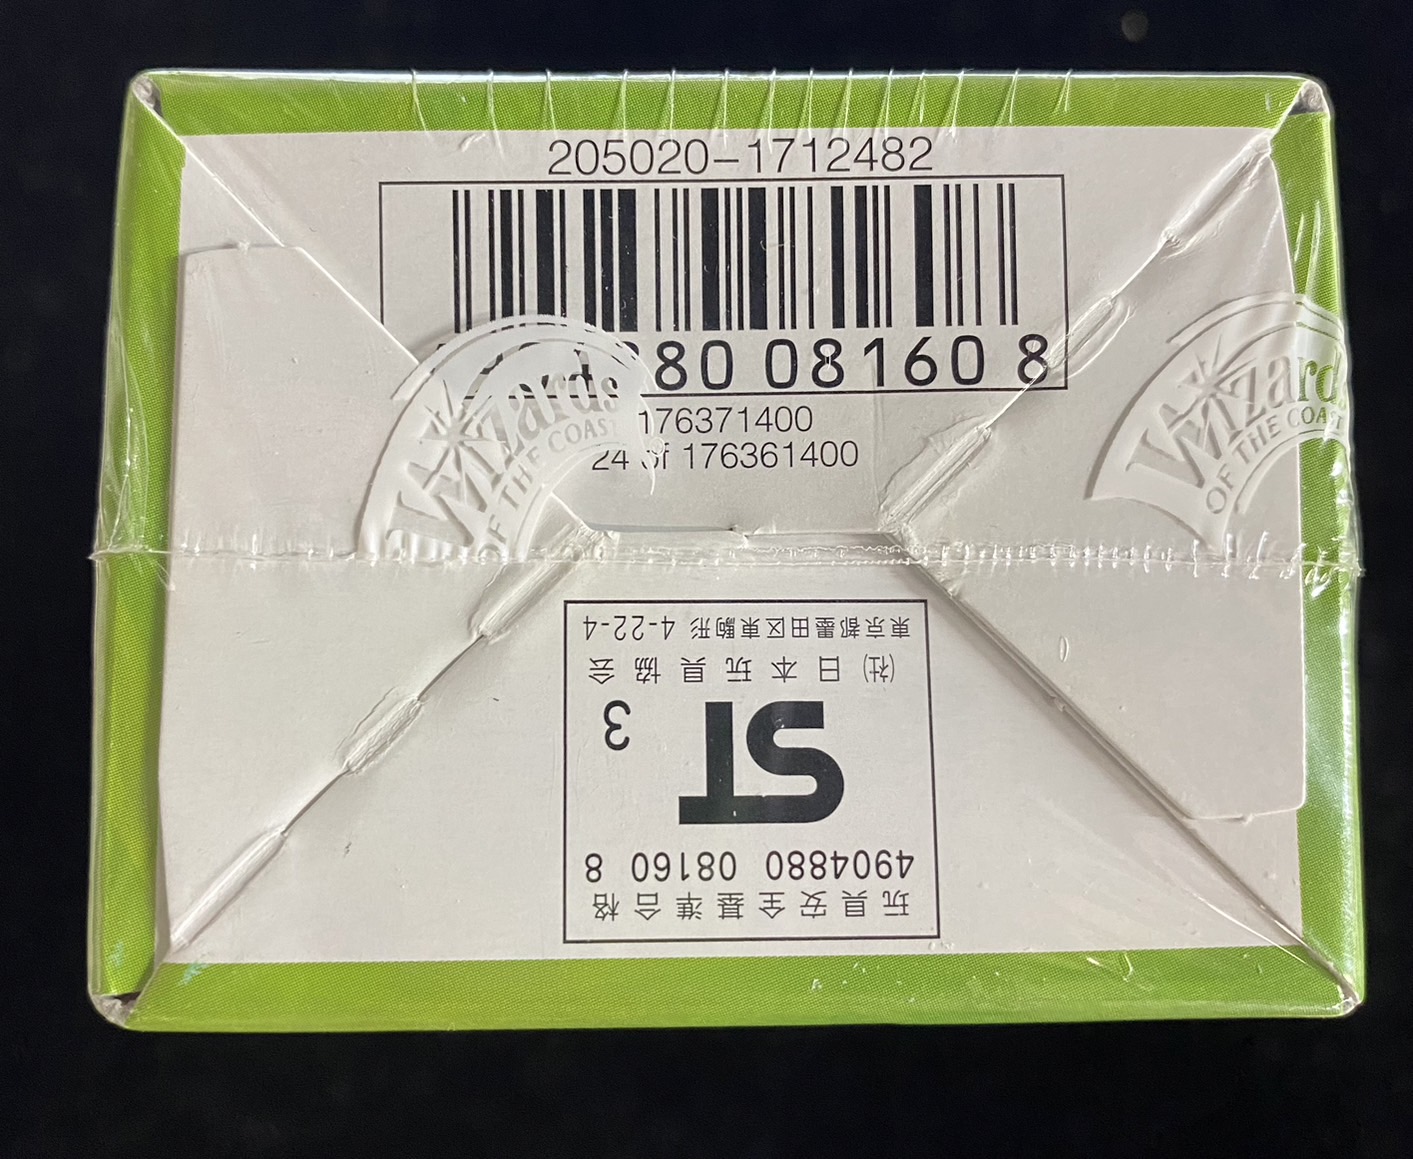 205020-1712482
80 08160 8
176371400
24 of 176361400
Wizards
OF THE COAST
Wizards
OF THE COAST
玩具安全基準合格
4904880 08160 8
ST
3
(社)日本玩具協会
東京都墨田区東駒形 4-22-4